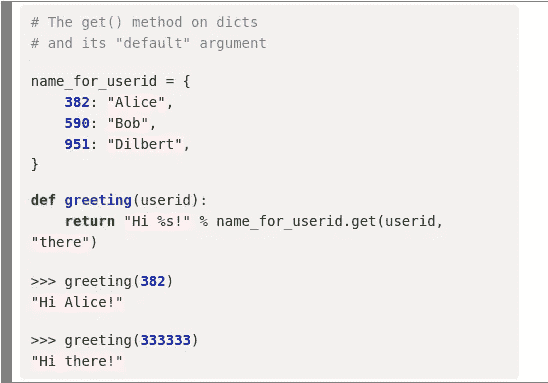 # The get() method on dicts
# and its "default" argument
name_for_userid = {
    382: "Alice",
    590: "Bob",
    951: "Dilbert",
}
def greeting(userid):
    return "Hi %s!" % name_for_userid.get(userid,
"there")
>>> greeting(382)
"Hi Alice!"
>>> greeting(333333)
"Hi there!"